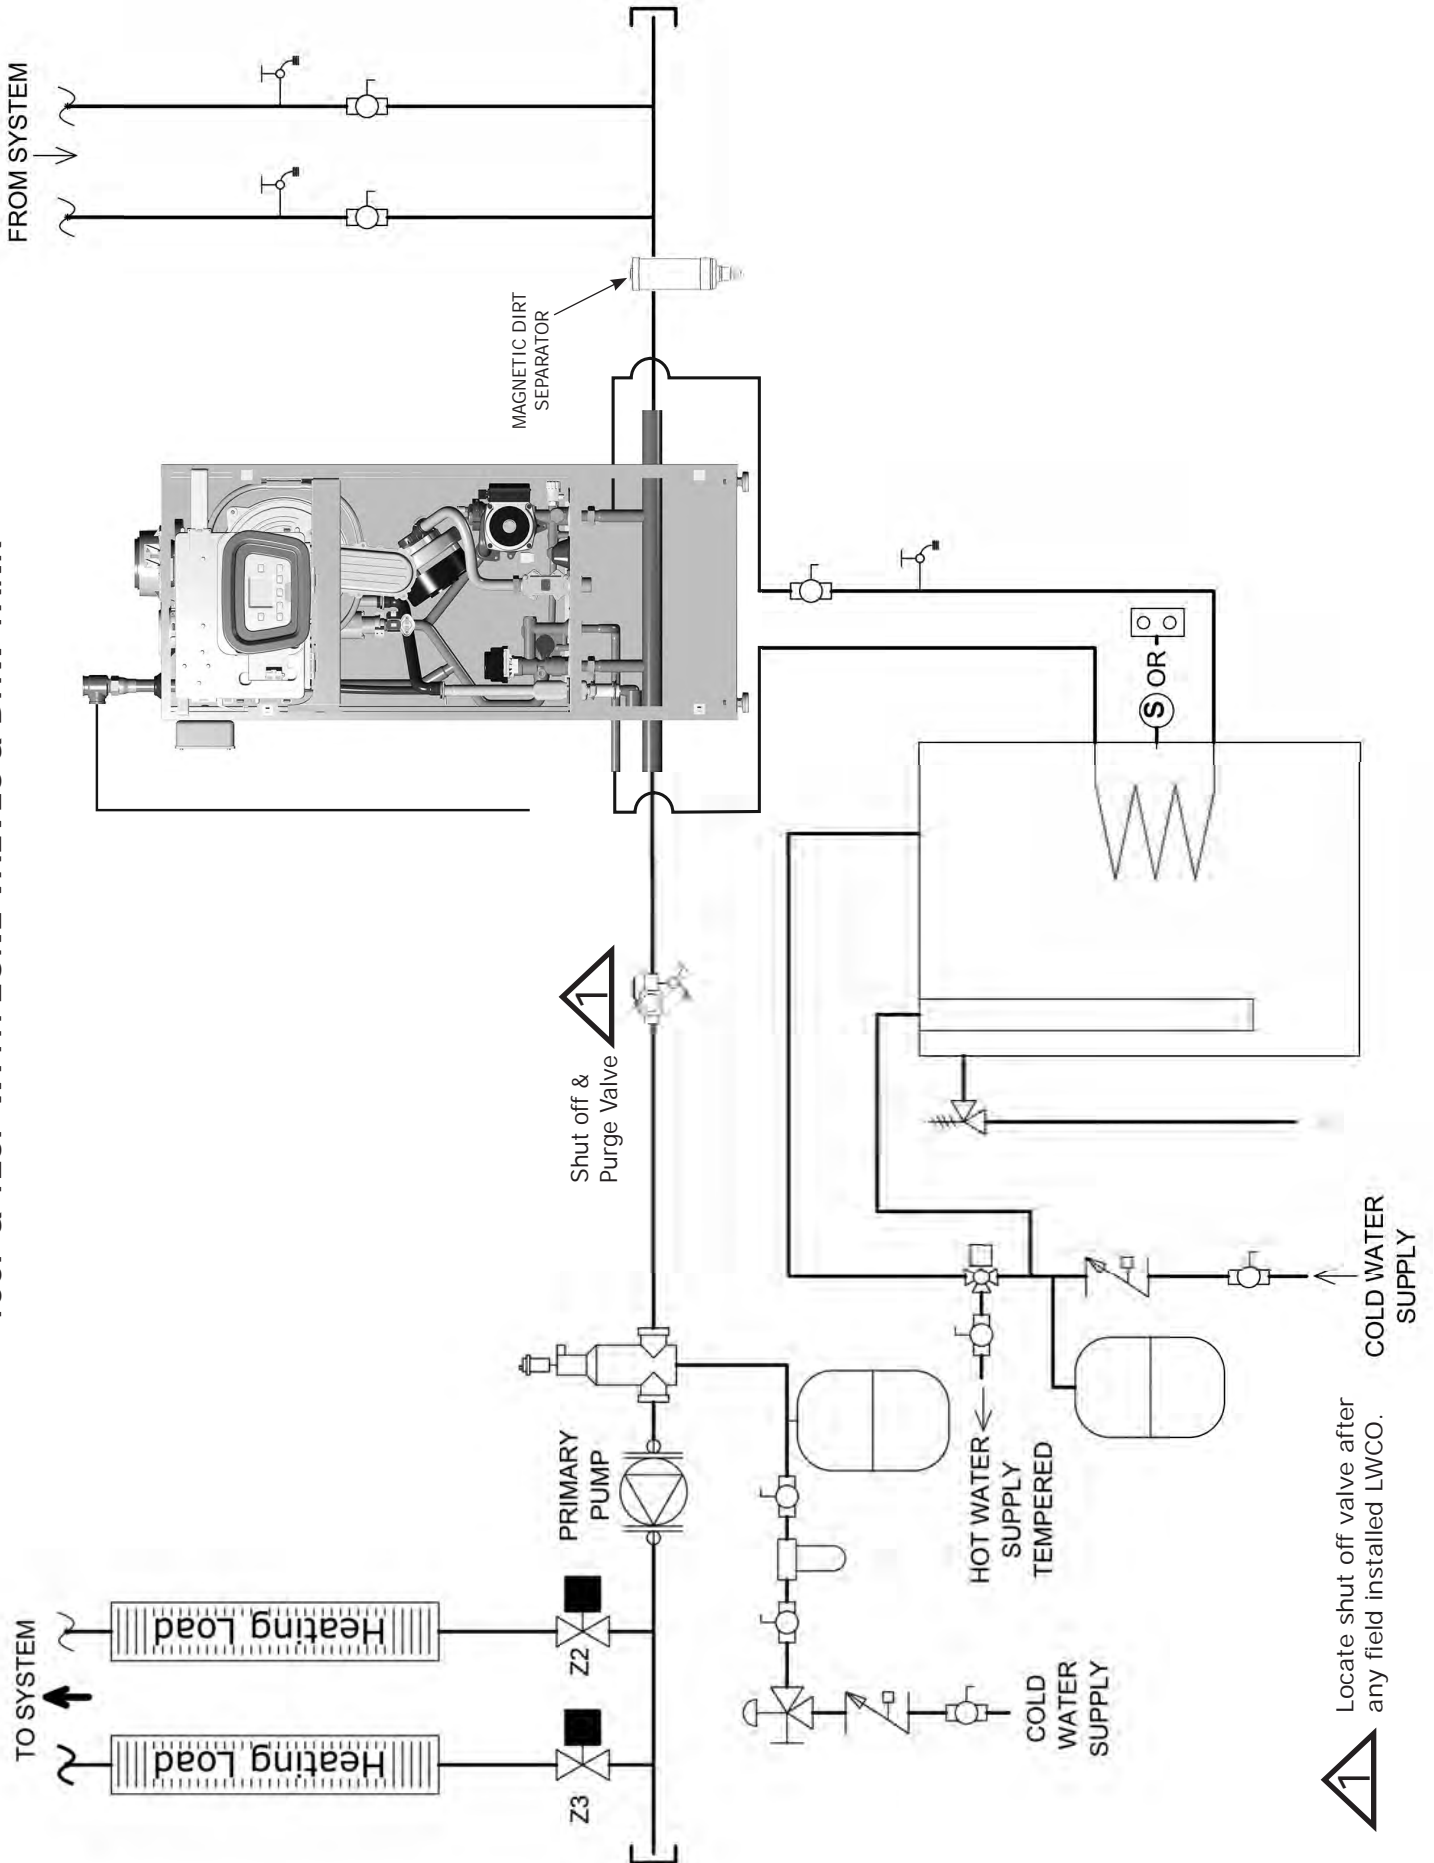 TO SYSTEM
FROM SYSTEM
Heating Load
Heating Load
Z3
Z2
PRIMARY
PUMP
Shut off &
Purge Valve
1
MAGNETIC DIRT
SEPARATOR
COLD
WATER
SUPPLY
HOT WATER
SUPPLY
TEMPERED
COLD WATER
SUPPLY
S
OR
1
Locate shut off valve after
any field installed LWCO.